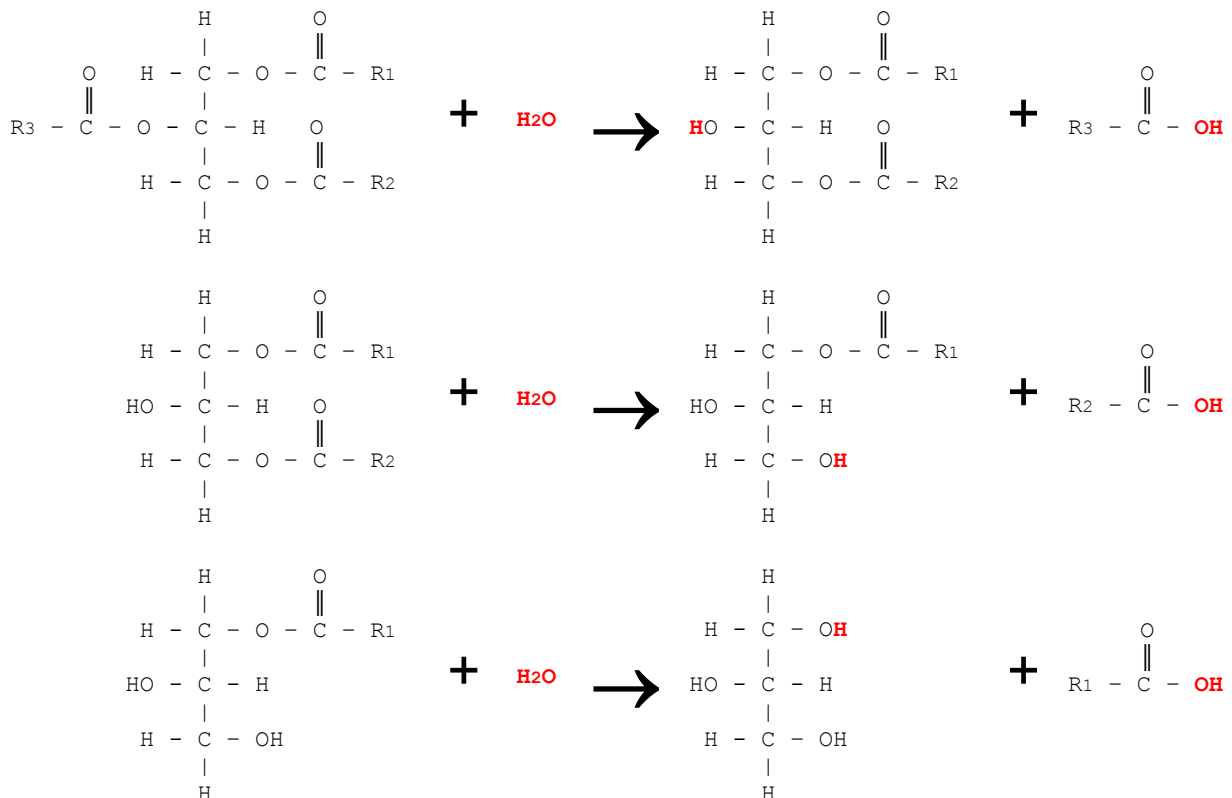 H O H O
O H – C – O – C – R1 H – C – O – C – R1 O
R3 – C – O – C – H O + H2O → HO – C – H O + R3 – C – OH
H – C – O – C – R2 H – C – O – C – R2
H H
H O H O
H – C – O – C – R1 H – C – O – C – R1 O
HO – C – H O + H2O → HO – C – H + R2 – C – OH
H – C – O – C – R2 H – C – OH
H H
H O H
H – C – O – C – R1 H – C – OH O
HO – C – H + H2O → HO – C – H + R1 – C – OH
H – C – OH H – C – OH
H H